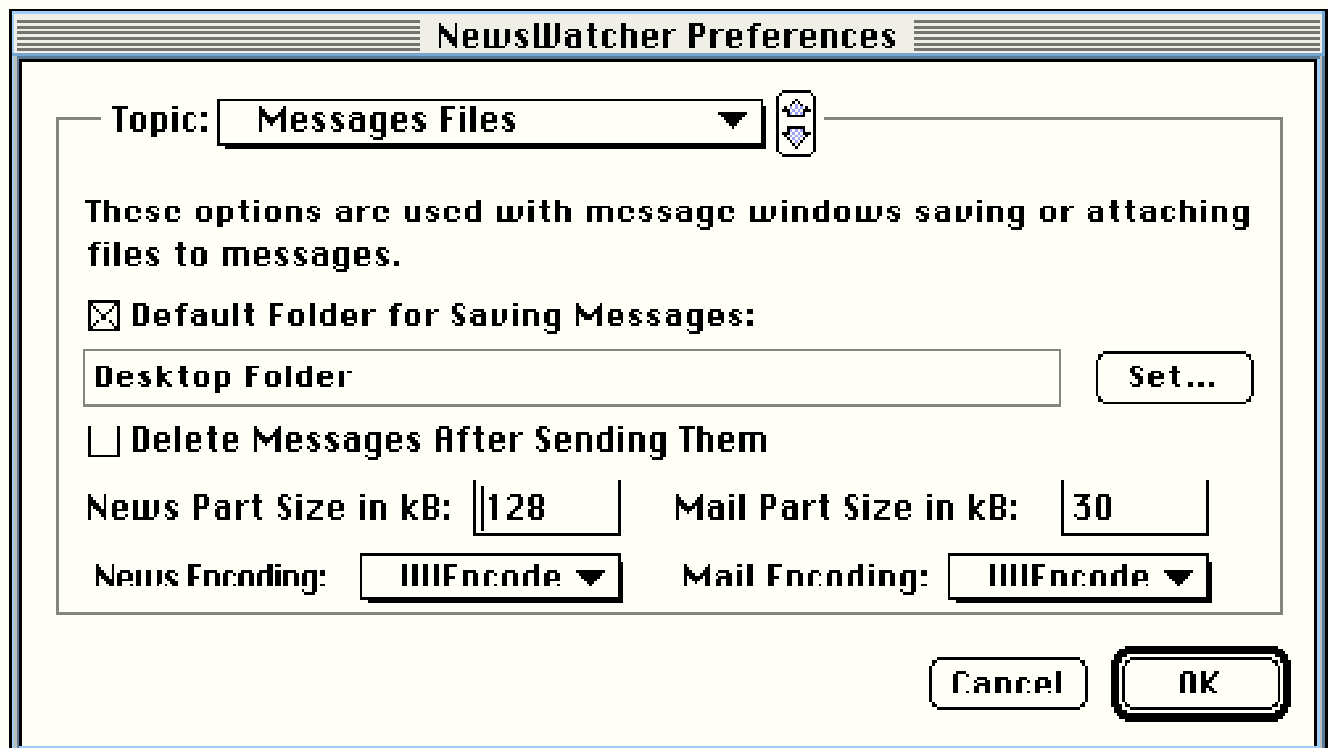 NewsWatcher Preferences
Topic: Messages Files
These options are used with message windows saving or attaching
files to messages.
Default Folder for Saving Messages:
Desktop Folder Set...
Delete Messages After Sending Them
News Part Size in kB: 128 Mail Part Size in kB: 30
News Encoding: UUEncode Mail Encoding: UUEncode
Cancel OK